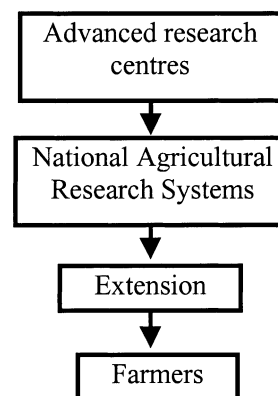 Advanced research
centres
National Agricultural
Research Systems
Extension
Farmers